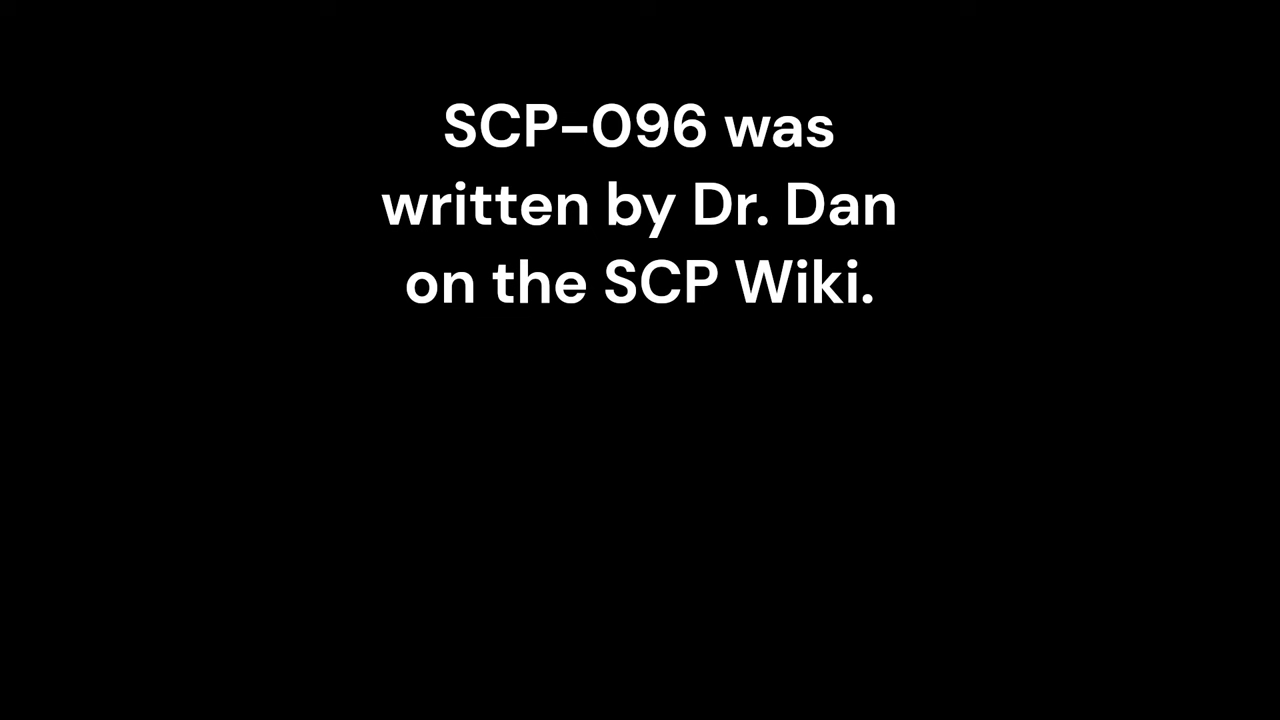 SCP-096 was
written by Dr. Dan
on the SCP Wiki.